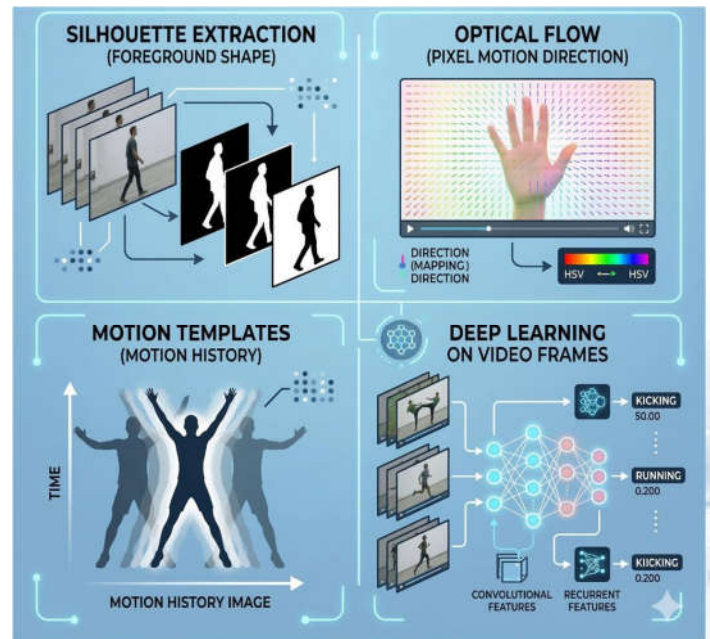 SILHOUETTE EXTRACTION
(FOREGROUND SHAPE)
OPTICAL FLOW
(PIXEL MOTION DIRECTION)
DIRECTION
(MAPPING)
DIRECTION
HSV
HSV
MOTION TEMPLATES
(MOTION HISTORY)
TIME
MOTION HISTORY IMAGE
DEEP LEARNING
ON VIDEO FRAMES
KICKING
50.00
RUNNING
0.200
KIICKING
0.200
CONVOLUTIONAL
FEATURES
RECURRENT
FEATURES